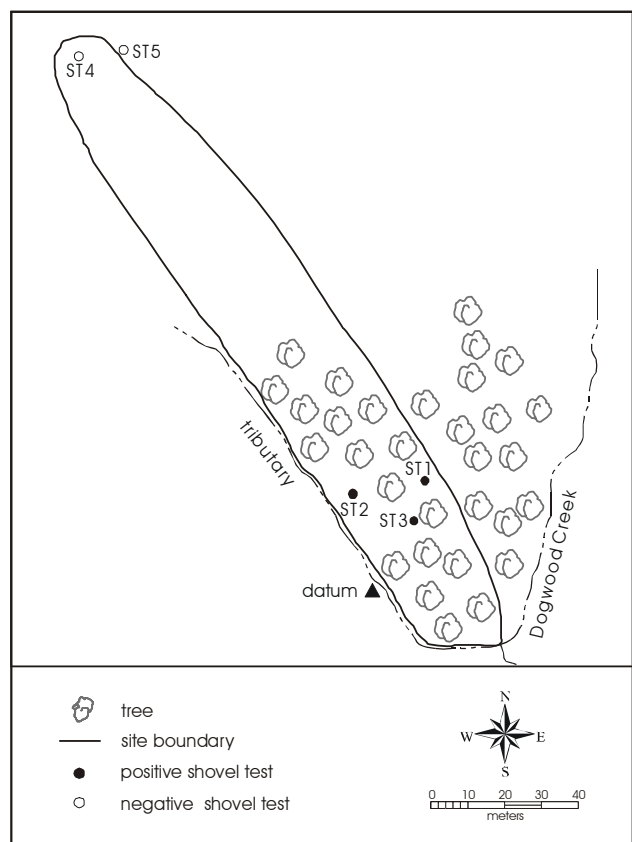 ST5
ST4
tributary
ST1
ST2
ST3
datum
Dogwood Creek
tree
site boundary
positive shovel test
negative shovel test
N
W E
S
0 10 20 30 40
meters